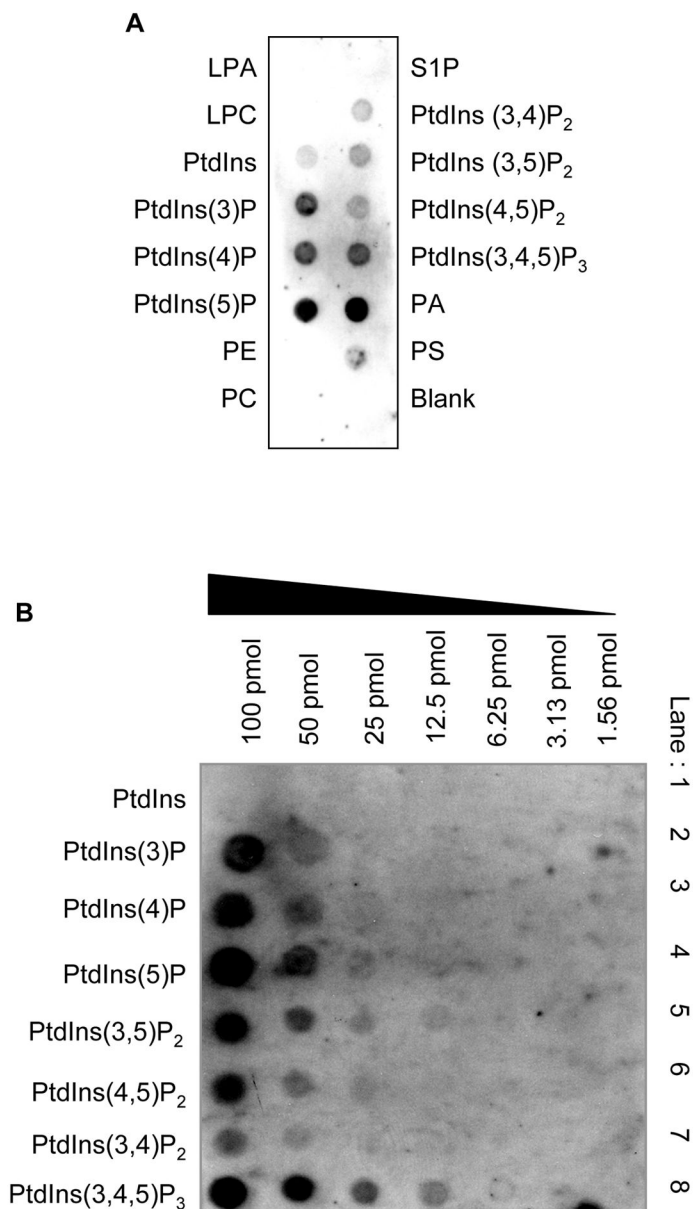 A
LPA S1P
LPC PtdIns (3,4)P2
PtdIns PtdIns (3,5)P2
PtdIns(3)P PtdIns(4,5)P2
PtdIns(4)P PtdIns(3,4,5)P3
PtdIns(5)P PA
PE PS
PC Blank
B
100 pmol 50 pmol 25 pmol 12.5 pmol 6.25 pmol 3.13 pmol 1.56 pmol
Lane : 1 2 3 4 5 6 7 8
PtdIns
PtdIns(3)P
PtdIns(4)P
PtdIns(5)P
PtdIns(3,5)P2
PtdIns(4,5)P2
PtdIns(3,4)P2
PtdIns(3,4,5)P3